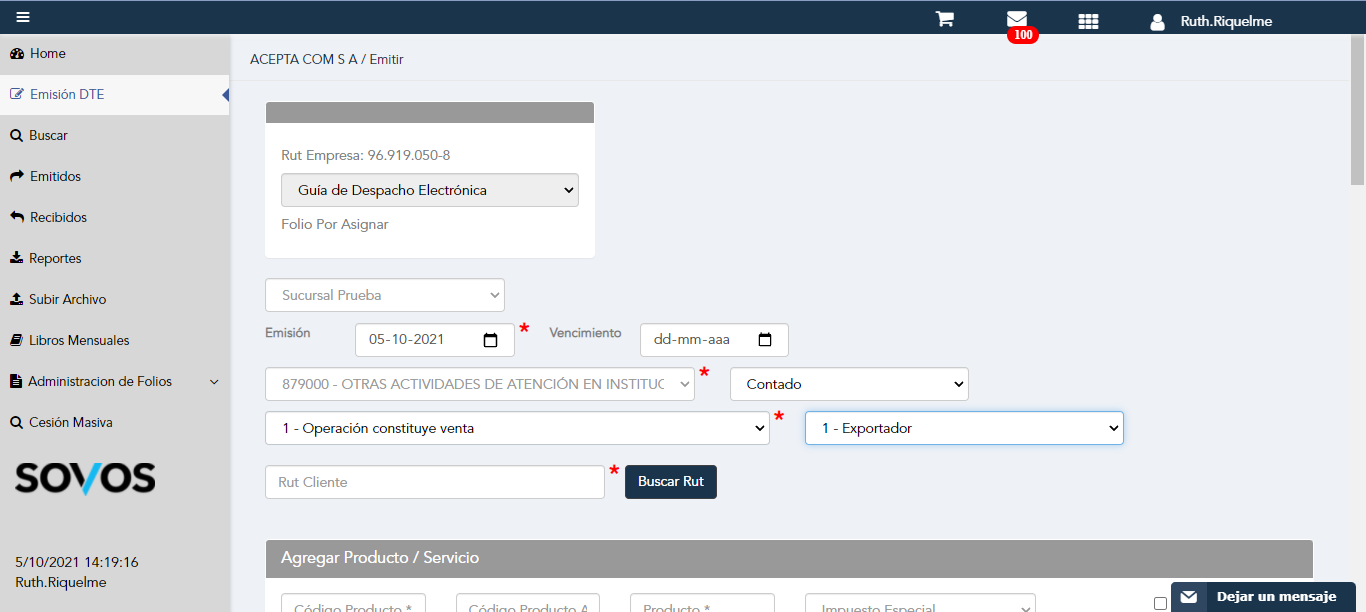 Ruth.Riquelme
100
Home
Emisión DTE
Buscar
Emitidos
Recibidos
Reportes
Subir Archivo
Libros Mensuales
Administracion de Folios
Cesión Masiva
SOVOS
5/10/2021 14:19:16
Ruth.Riquelme
ACEPTA COM S A / Emitir
Rut Empresa: 96.919.050-8
Guía de Despacho Electrónica
Folio Por Asignar
Sucursal Prueba
Emisión 05-10-2021 * Vencimiento dd-mm-aaa
879000 - OTRAS ACTIVIDADES DE ATENCIÓN EN INSTITUC * Contado
1 - Operación constituye venta * 1 - Exportador
Rut Cliente * Buscar Rut
Agregar Producto / Servicio
Código Producto * Código Producto A Producto * Impuesto Especial
Dejar un mensaje